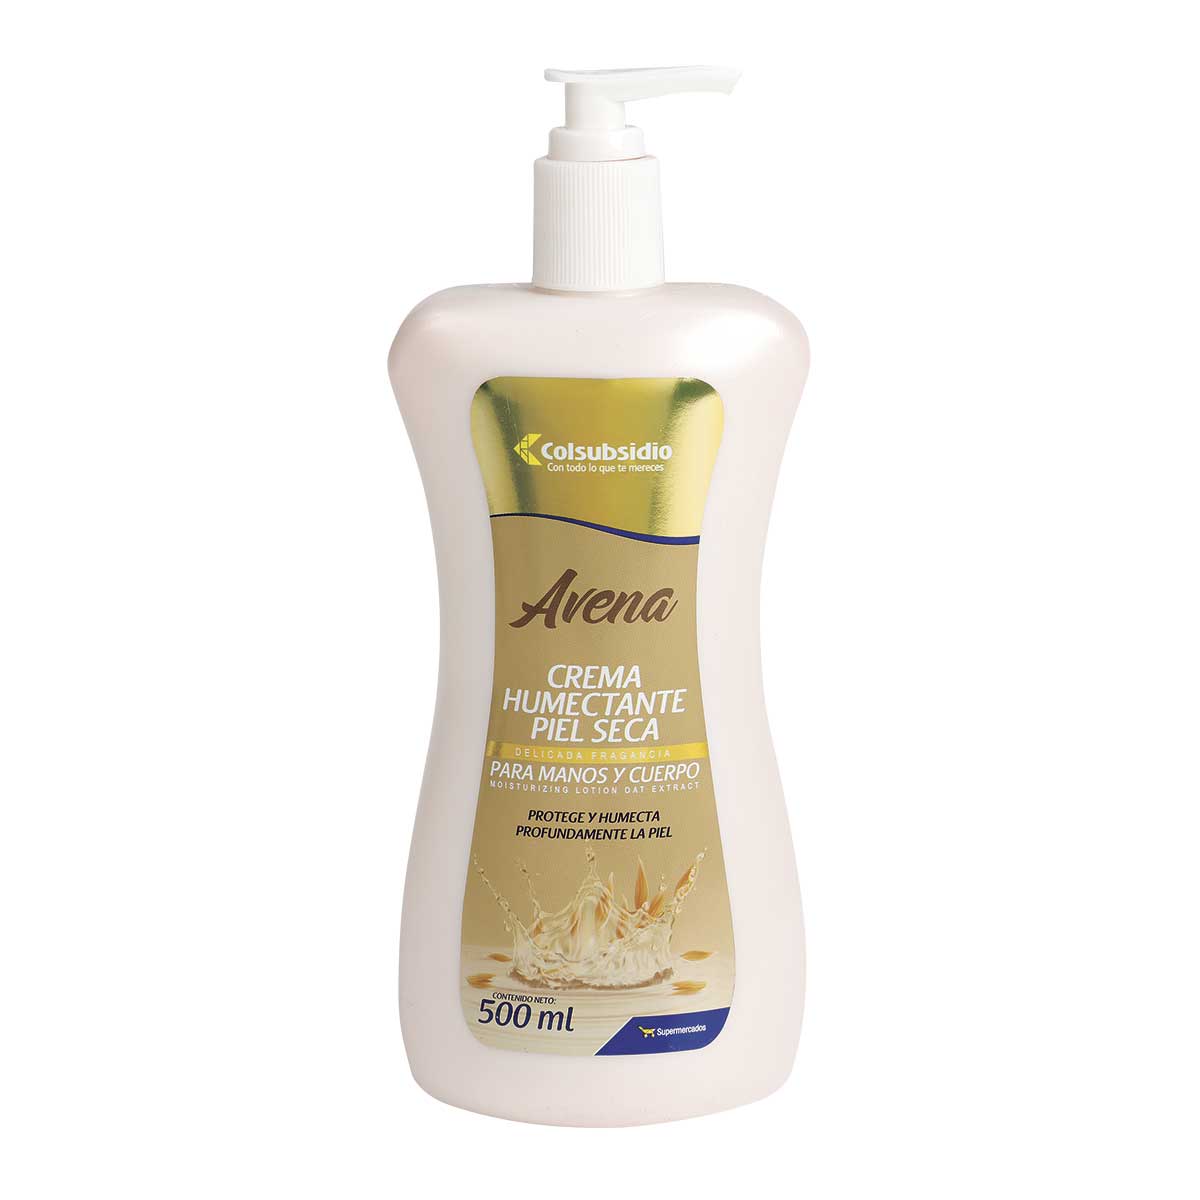 Colsubsidio
Con todo lo que te mereces
Avena
CREMA
HUMECTANTE
PIEL SECA
DELICADA FRAGANCIA
PARA MANOS Y CUERPO
MOISTURIZING LOTION OAT EXTRACT
PROTEGE Y HUMECTA
PROFUNDAMENTE LA PIEL
CONTENIDO NETO:
500 ml
Supermercados